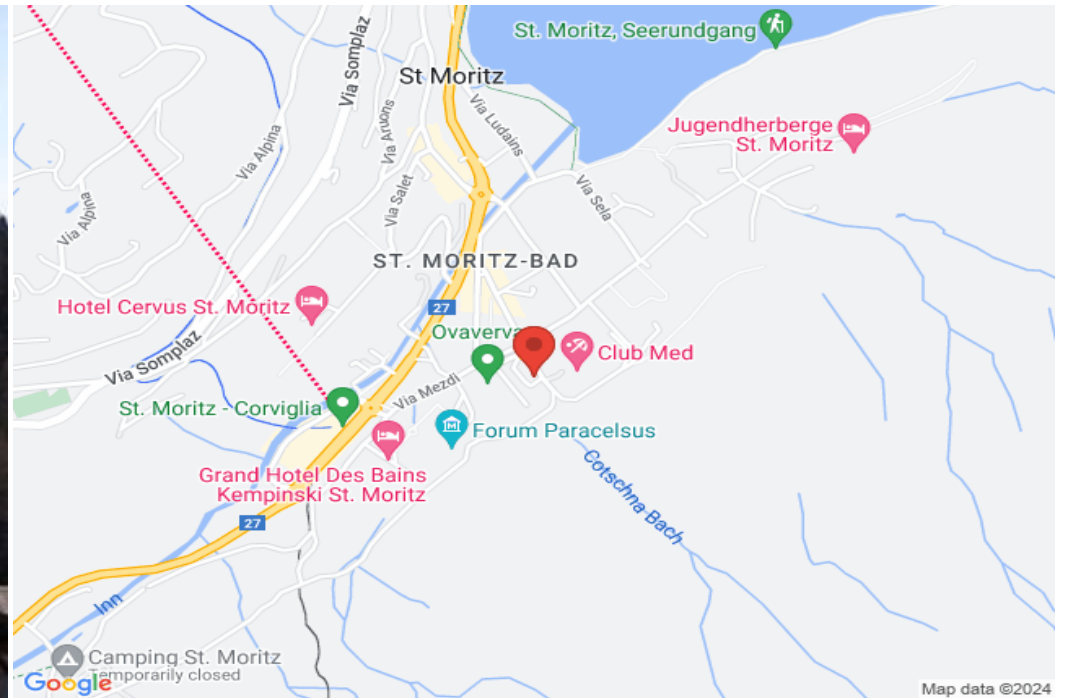 St. Moritz, Seerundgang
St Moritz
Via Somplaz
Via Aruons
Via Ludains
Via Alpina
Jugendherberge
St. Moritz
Via Salet
Via Sela
Via Alpina
ST. MORITZ-BAD
Hotel Cervus St. Moritz
27
Ovaverva
Club Med
Via Somplaz
Via Mezdi
St. Moritz - Corviglia
Forum Paracelsus
Grand Hotel Des Bains
Kempinski St. Moritz
Cotschna Bach
27
Inn
Camping St. Moritz
Temporarily closed
Google
Map data ©2024